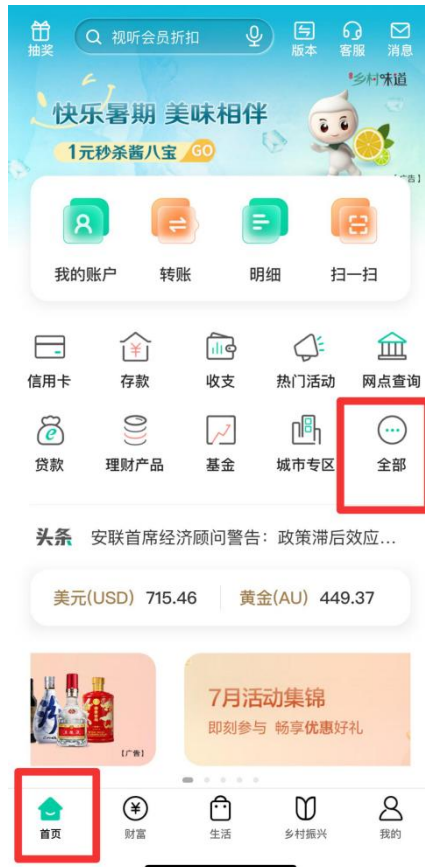 抽奖 视听会员折扣 版本 客服 消息
乡村味道
快乐暑期 美味相伴
1元秒杀酱八宝 GO
我的账户 转账 明细 扫一扫
信用卡 存款 收支 热门活动 网点查询
贷款 理财产品 基金 城市专区 全部
头条 安联首席经济顾问警告：政策滞后效应...
美元(USD) 715.46 黄金(AU) 449.37
7月活动集锦
即刻参与 畅享优惠好礼
【广告】
首页 财富 生活 乡村振兴 我的